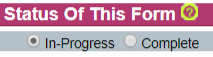 Status Of This Form
In-Progress Complete